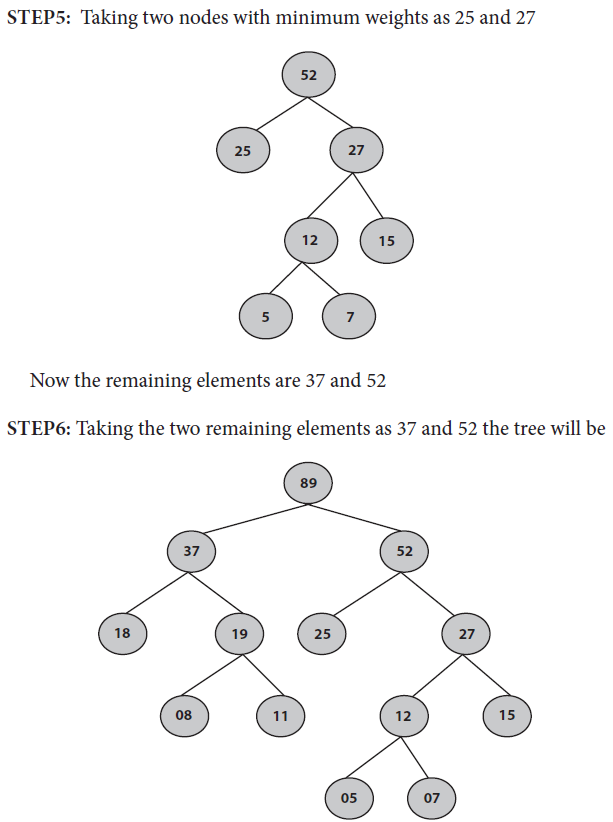 STEP5: Taking two nodes with minimum weights as 25 and 27
52
25 27
12 15
5 7
Now the remaining elements are 37 and 52
STEP6: Taking the two remaining elements as 37 and 52 the tree will be
89
37 52
18 19 25 27
08 11 12 15
05 07